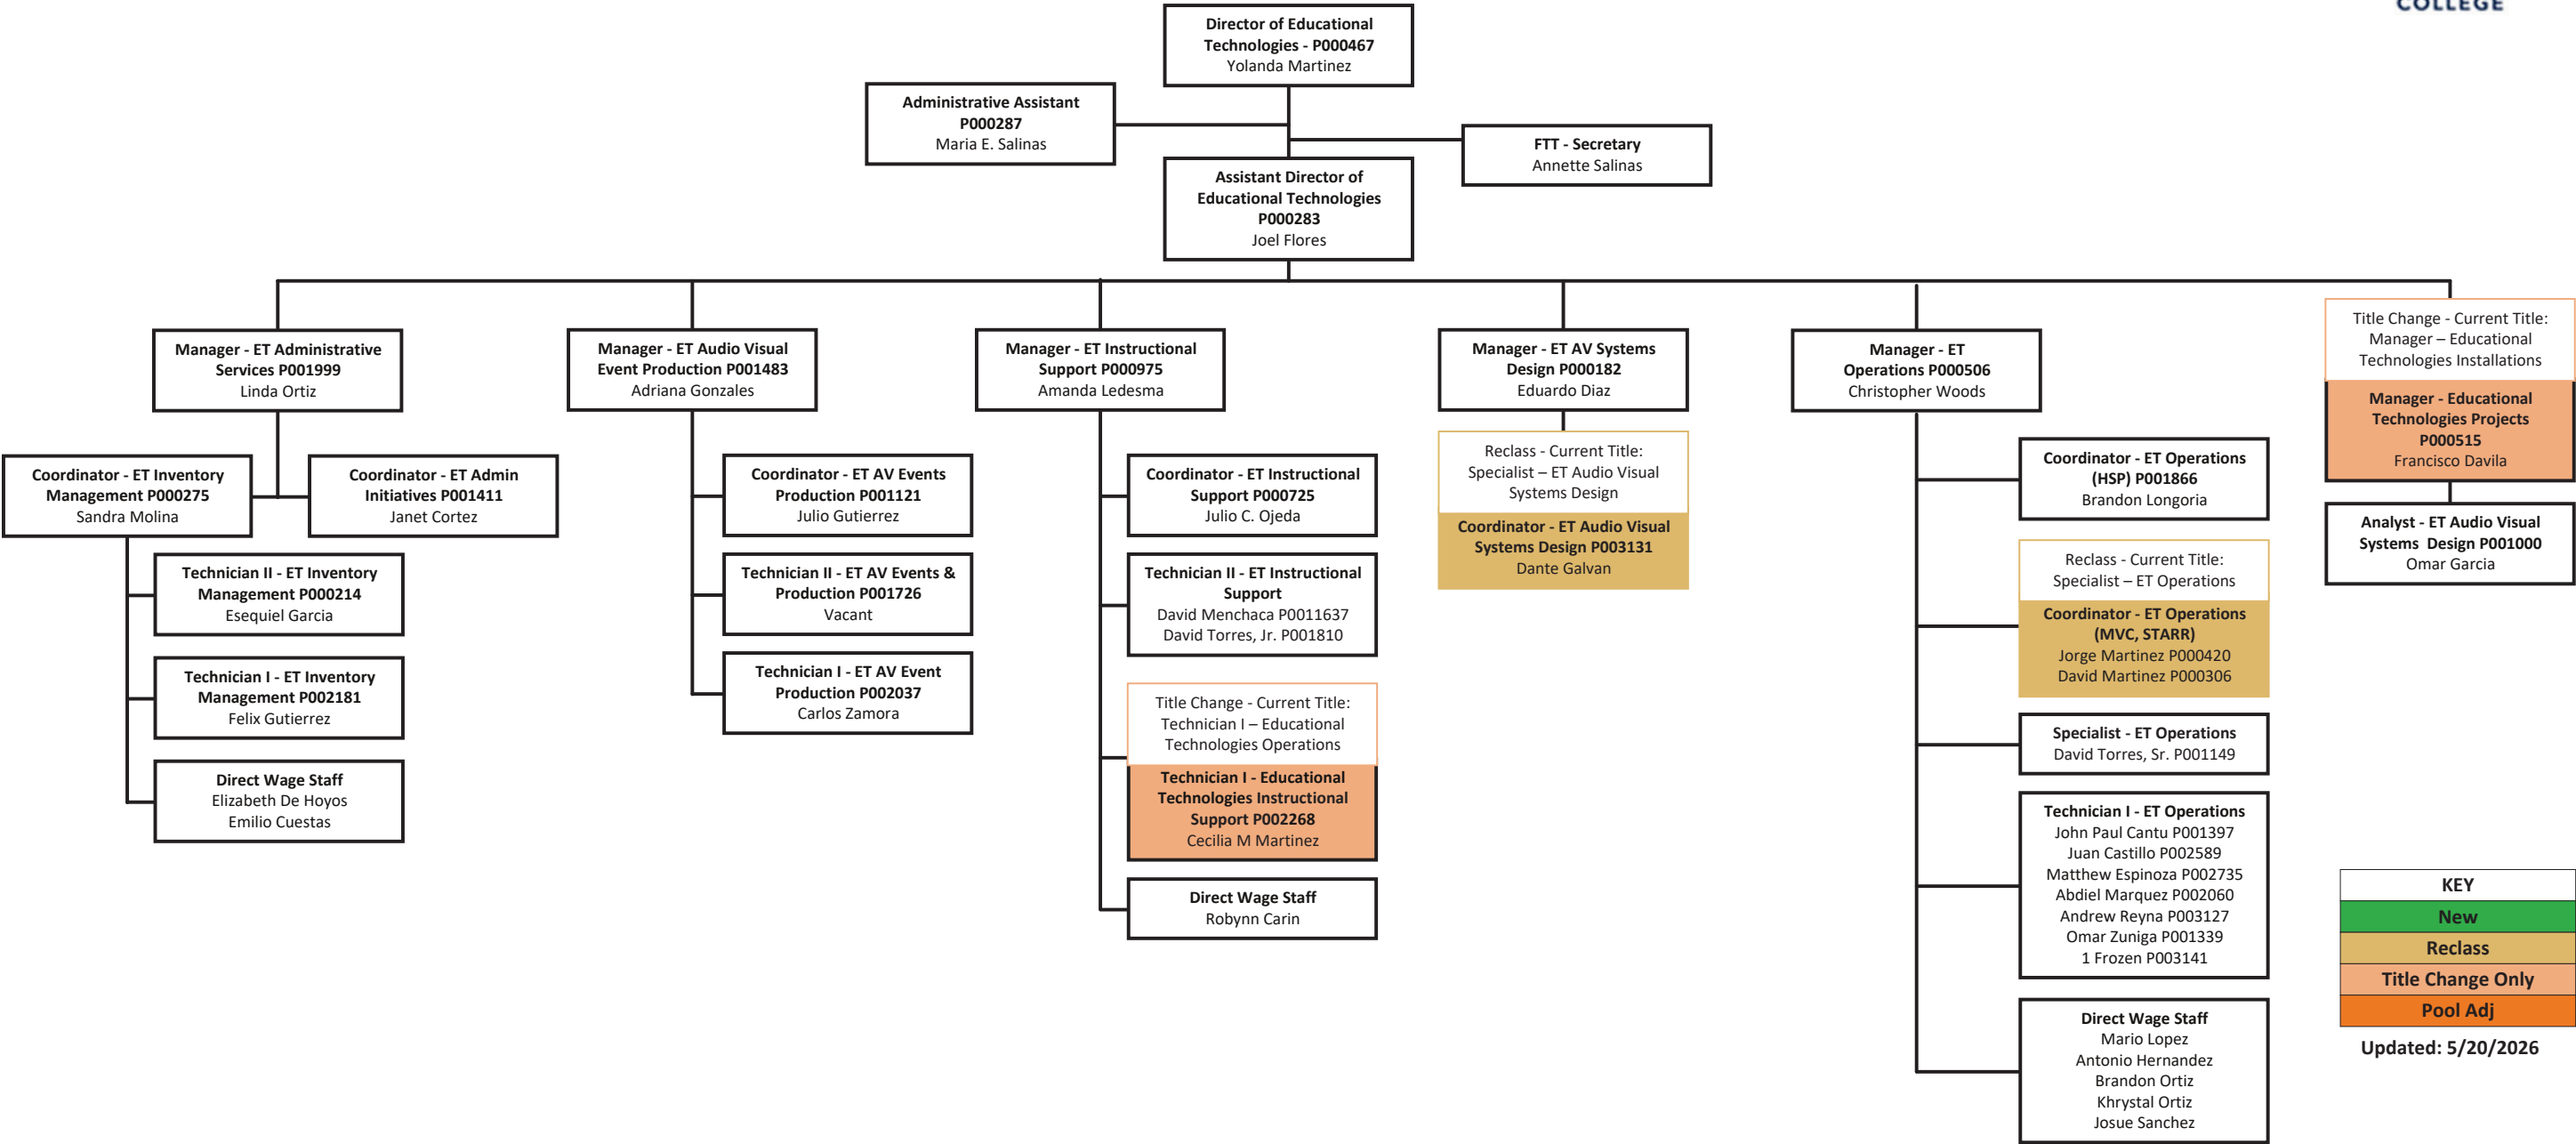 COLLEGE
Director of Educational
Technologies - P000467
Yolanda Martinez
Administrative Assistant
P000287
Maria E. Salinas
FTT - Secretary
Annette Salinas
Assistant Director of
Educational Technologies
P000283
Joel Flores
Manager - ET Administrative
Services P001999
Linda Ortiz
Coordinator - ET Inventory
Management P000275
Sandra Molina
Coordinator - ET Admin
Initiatives P001411
Janet Cortez
Technician II - ET Inventory
Management P000214
Esequiel Garcia
Technician I - ET Inventory
Management P002181
Felix Gutierrez
Direct Wage Staff
Elizabeth De Hoyos
Emilio Cuestas
Manager - ET Audio Visual
Event Production P001483
Adriana Gonzales
Coordinator - ET AV Events
Production P001121
Julio Gutierrez
Technician II - ET AV Events &
Production P001726
Vacant
Technician I - ET AV Event
Production P002037
Carlos Zamora
Manager - ET Instructional
Support P000975
Amanda Ledesma
Coordinator - ET Instructional
Support P000725
Julio C. Ojeda
Technician II - ET Instructional
Support
David Menchaca P0011637
David Torres, Jr. P001810
Title Change - Current Title:
Technician I – Educational
Technologies Operations
Technician I - Educational
Technologies Instructional
Support P002268
Cecilia M Martinez
Direct Wage Staff
Robynn Carin
Manager - ET AV Systems
Design P000182
Eduardo Diaz
Reclass - Current Title:
Specialist – ET Audio Visual
Systems Design
Coordinator - ET Audio Visual
Systems Design P003131
Dante Galvan
Manager - ET
Operations P000506
Christopher Woods
Coordinator - ET Operations
(HSP) P001866
Brandon Longoria
Reclass - Current Title:
Specialist – ET Operations
Coordinator - ET Operations
(MVC, STARR)
Jorge Martinez P000420
David Martinez P000306
Specialist - ET Operations
David Torres, Sr. P001149
Technician I - ET Operations
John Paul Cantu P001397
Juan Castillo P002589
Matthew Espinoza P002735
Abdiel Marquez P002060
Andrew Reyna P003127
Omar Zuniga P001339
1 Frozen P003141
Direct Wage Staff
Mario Lopez
Antonio Hernandez
Brandon Ortiz
Khrystal Ortiz
Josue Sanchez
Title Change - Current Title:
Manager – Educational
Technologies Installations
Manager - Educational
Technologies Projects
P000515
Francisco Davila
Analyst - ET Audio Visual
Systems Design P001000
Omar Garcia
KEY
New
Reclass
Title Change Only
Pool Adj
Updated: 5/20/2026